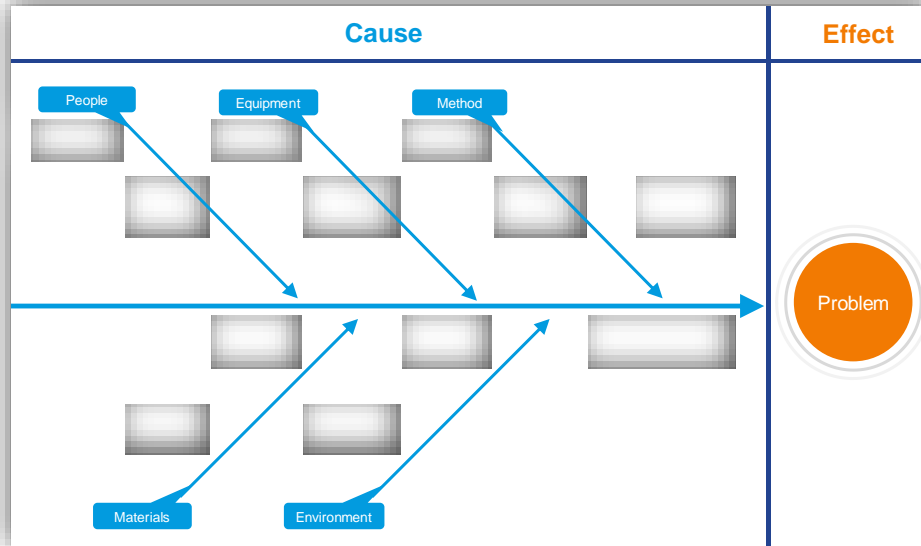 Cause
Effect
People
Equipment
Method
Problem
Materials
Environment